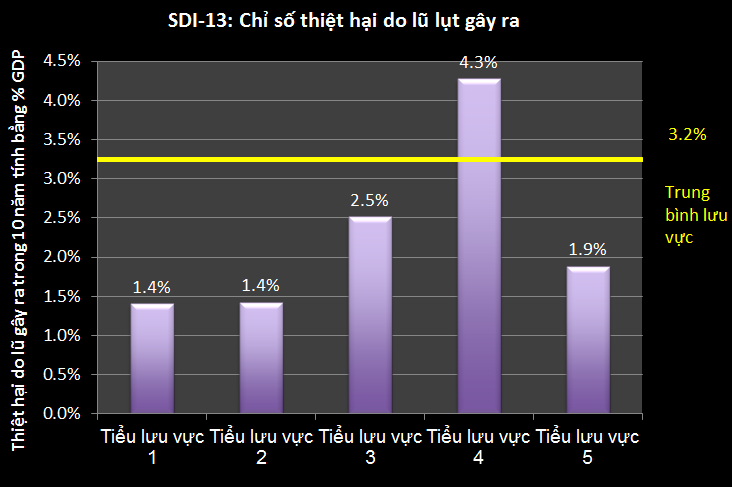 SDI-13: Chỉ số thiệt hại do lũ lụt gây ra
Thiệt hại do lũ gây ra trong 10 năm tính bằng % GDP
4.5%
4.0%
3.5%
3.0%
2.5%
2.0%
1.5%
1.0%
0.5%
0.0%
1.4%
1.4%
2.5%
4.3%
1.9%
3.2%
Trung
bình lưu
vực
Tiểu lưu vực
1
Tiểu lưu vực
2
Tiểu lưu vực
3
Tiểu lưu vực
4
Tiểu lưu vực
5